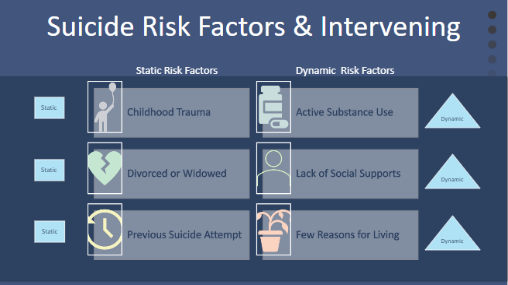 Suicide Risk Factors & Intervening
Static Risk Factors
Dynamic Risk Factors
Static
Childhood Trauma
Active Substance Use
Dynamic
Static
Divorced or Widowed
Lack of Social Supports
Dynamic
Static
Previous Suicide Attempt
Few Reasons for Living
Dynamic